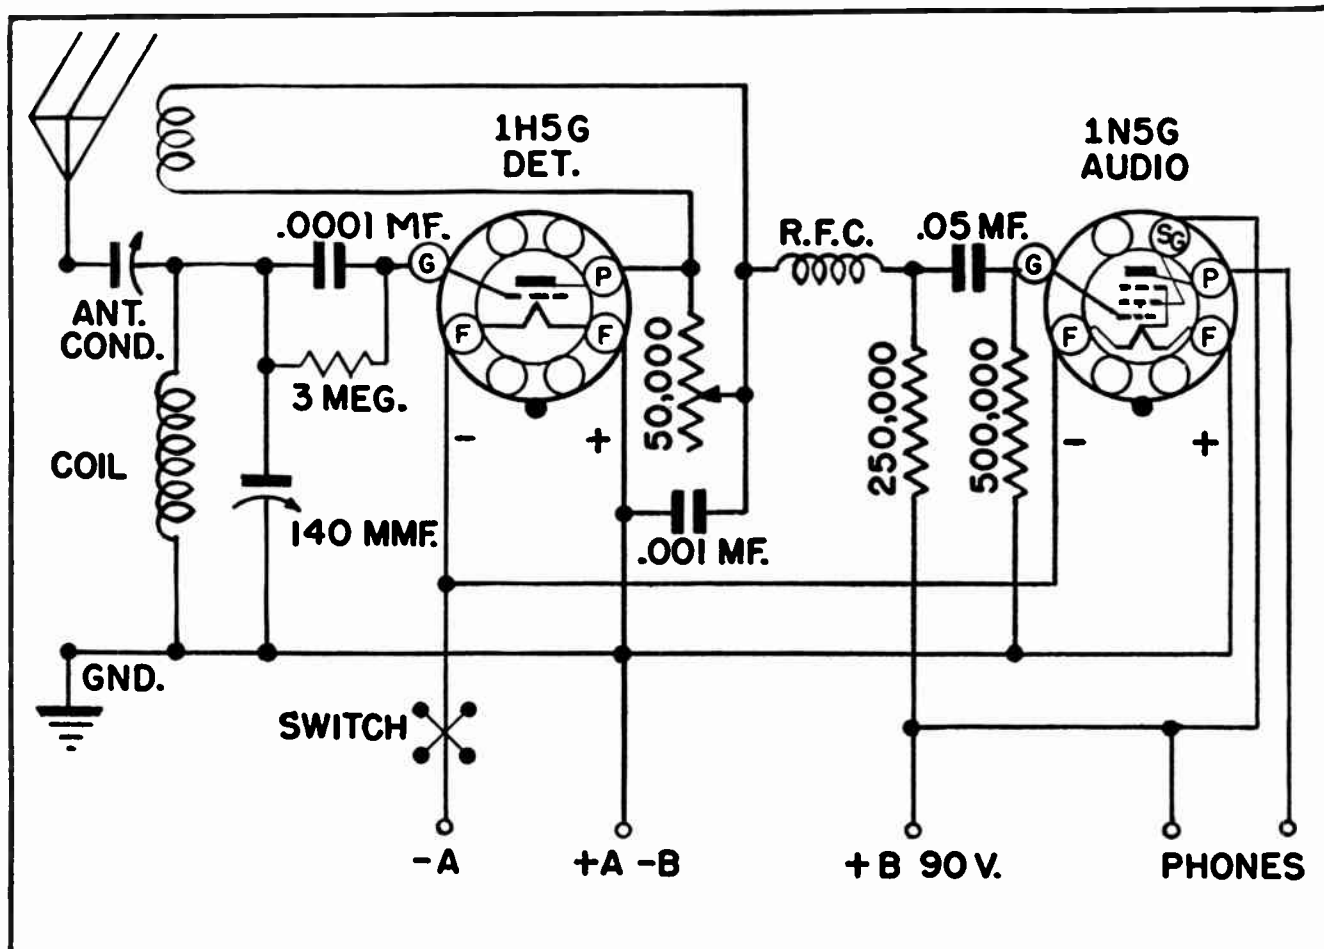 1H5G
DET.
1N5G
AUDIO
.0001 MF.
R.F.C.
.05 MF.
G
P
F
F
G
SG
P
F
F
ANT.
COND.
3 MEG.
50,000
250,000
500,000
- +
- +
COIL
140 MMF.
.001 MF.
GND.
SWITCH
-A
+A -B
+B 90 V.
PHONES